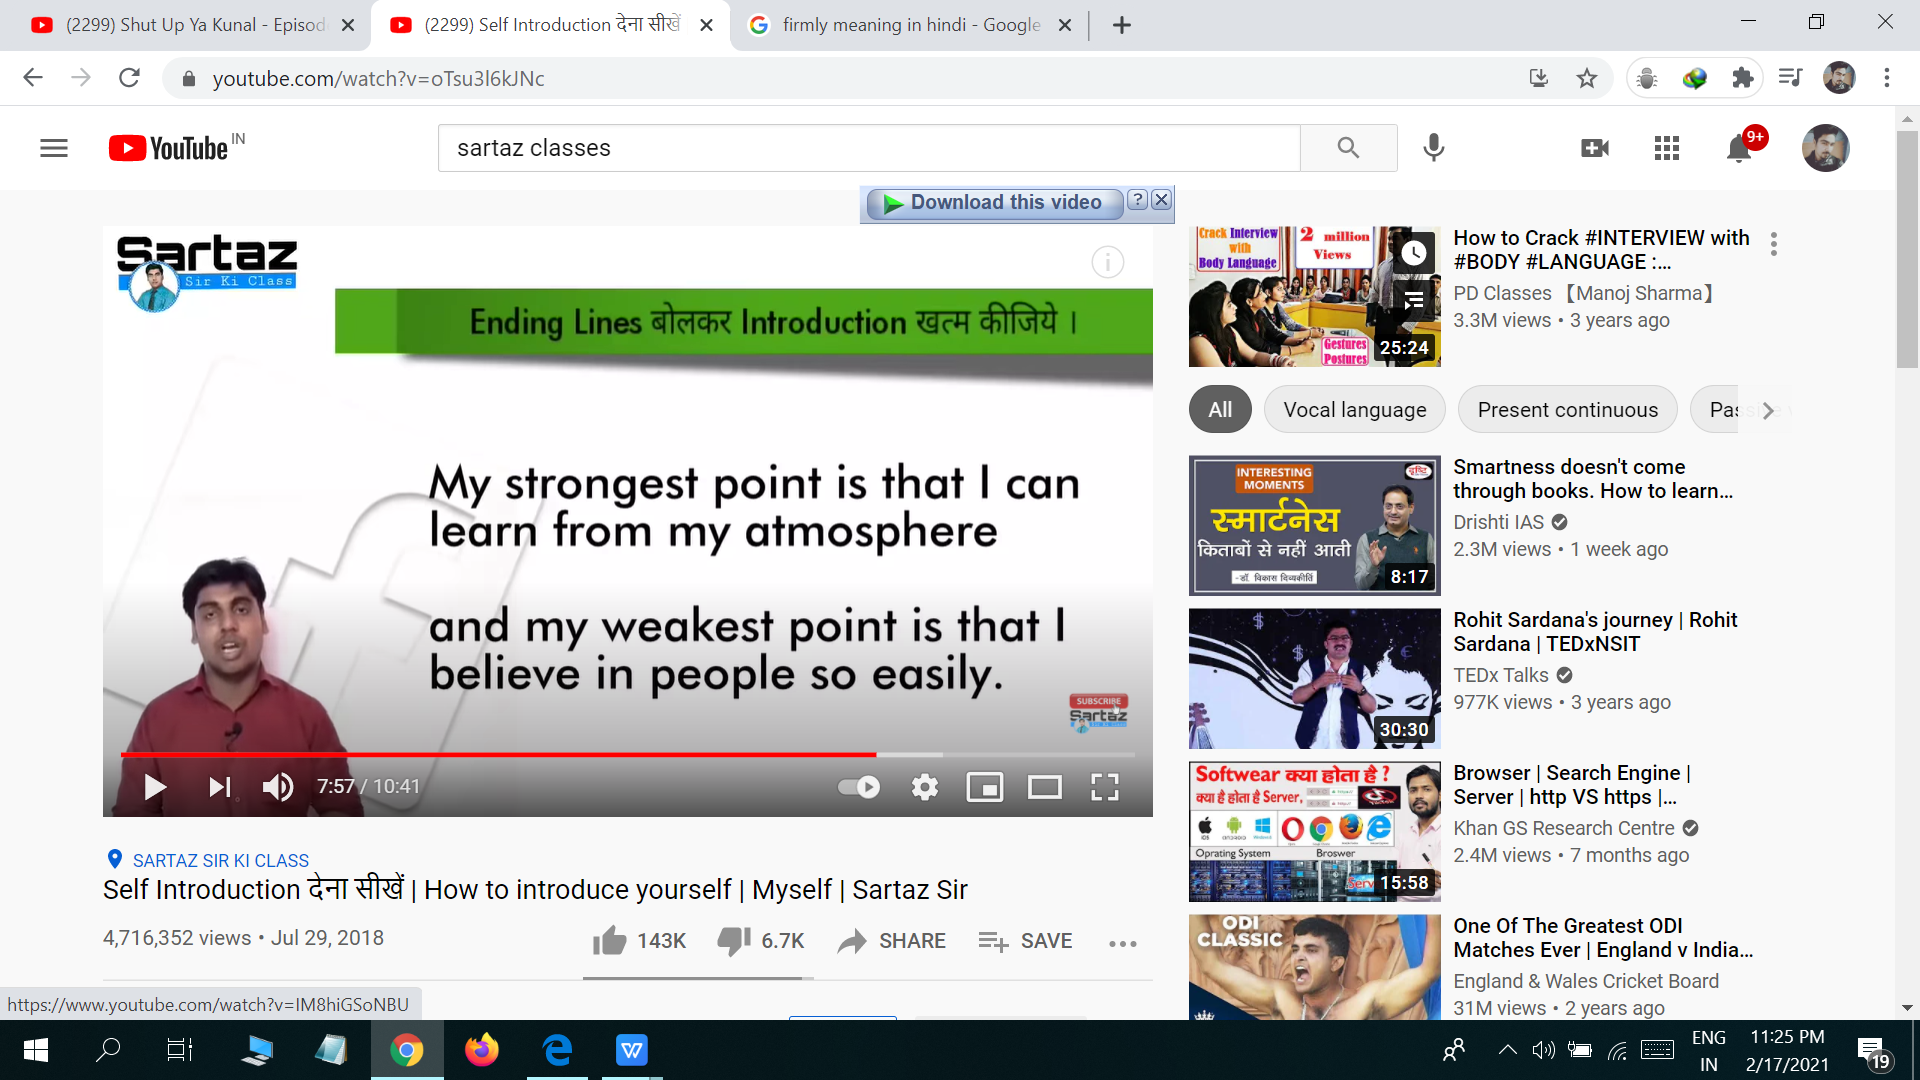 (2299) Shut Up Ya Kunal - Episod
(2299) Self Introduction देना सीखें
firmly meaning in hindi - Google
youtube.com/watch?v=oTsu3l6kJNc
YouTube IN
sartaz classes
9+
Download this video ?
Sartaz
Sir Ki Class
Ending Lines बोलकर Introduction खत्म कीजिये ।
My strongest point is that I can
learn from my atmosphere
and my weakest point is that I
believe in people so easily.
SUBSCRIBE
Sartaz
7:57 / 10:41
SARTAZ SIR KI CLASS
Self Introduction देना सीखें | How to introduce yourself | Myself | Sartaz Sir
4,716,352 views • Jul 29, 2018
143K 6.7K SHARE SAVE
Crack Interview
with
Body Language
2 million
Views
Gestures
Postures
25:24
How to Crack #INTERVIEW with
#BODY #LANGUAGE :...
PD Classes 【Manoj Sharma】
3.3M views • 3 years ago
All Vocal language Present continuous Pas
INTERESTING
MOMENTS
दृष्टि
स्मार्टनेस
किताबों से नहीं आती
-डॉ. विकास दिव्यकीर्ति
8:17
Smartness doesn't come
through books. How to learn...
Drishti IAS
2.3M views • 1 week ago
30:30
Rohit Sardana's journey | Rohit
Sardana | TEDxNSIT
TEDx Talks
977K views • 3 years ago
Softwear क्या होता है ?
क्या है होता है Server,
Oprating System Broswer
Serv
15:58
Browser | Search Engine |
Server | http VS https |...
Khan GS Research Centre
2.4M views • 7 months ago
ODI
CLASSIC
One Of The Greatest ODI
Matches Ever | England v India...
England & Wales Cricket Board
31M views • 2 years ago
https://www.youtube.com/watch?v=IM8hiGSoNBU
ENG
IN
11:25 PM
2/17/2021
19